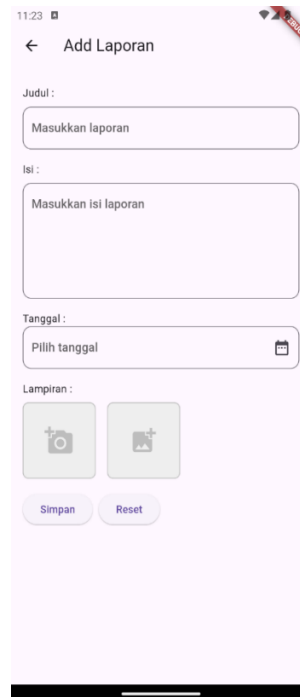 11:23
Add Laporan
Judul :
Masukkan laporan
Isi :
Masukkan isi laporan
Tanggal :
Pilih tanggal
Lampiran :
Simpan
Reset